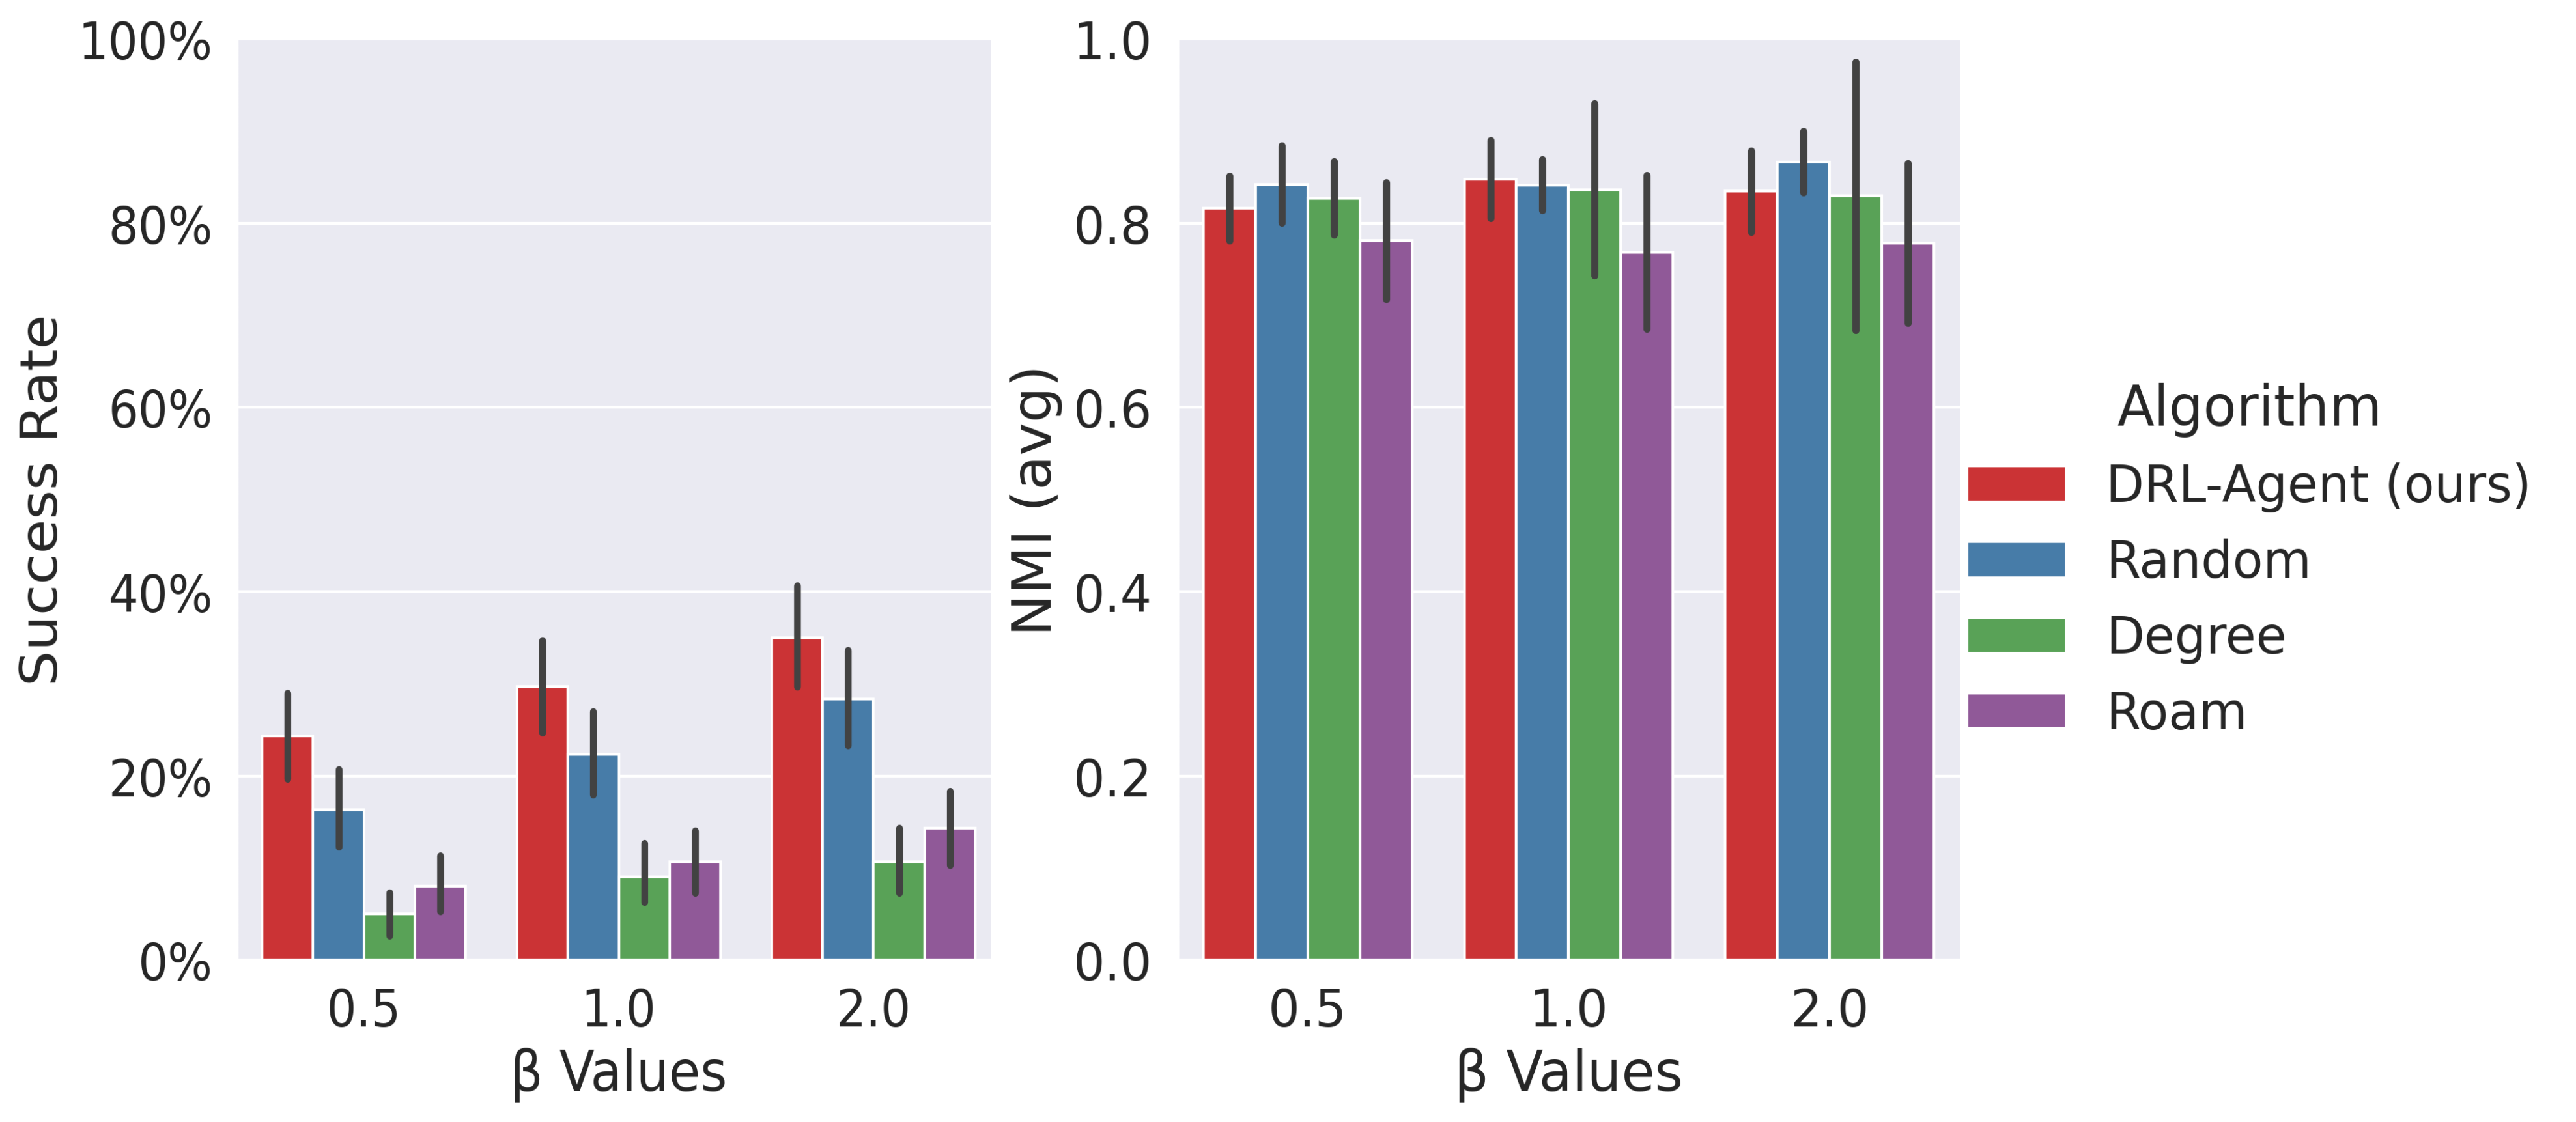 100%
80%
60%
40%
20%
0%
Success Rate
0.5 1.0 2.0
β Values
1.0
0.8
0.6
0.4
0.2
0.0
NMI (avg)
0.5 1.0 2.0
β Values
Algorithm
DRL-Agent (ours)
Random
Degree
Roam